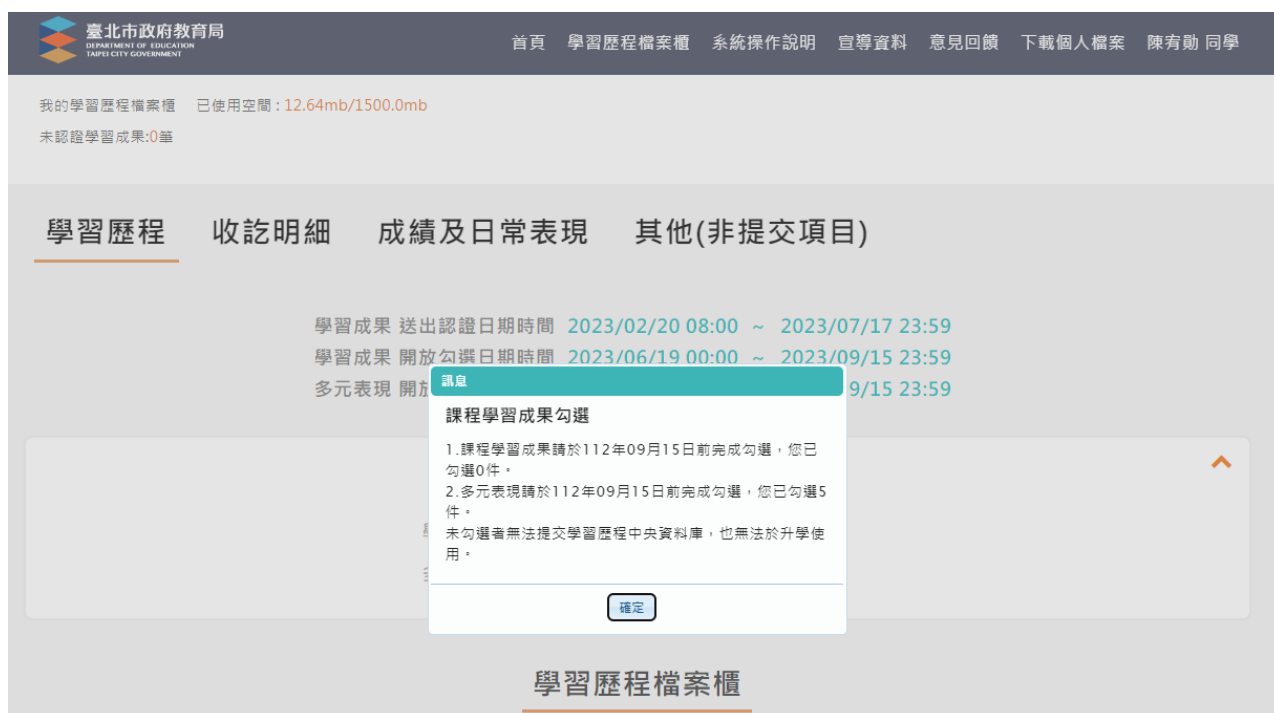 臺北市政府教育局
DEPARTMENT OF EDUCATION
TAIPEI CITY GOVERNMENT
首頁 學習歷程檔案櫃 系統操作說明 宣導資料 意見回饋 下載個人檔案 陳宥勛 同學
我的學習歷程檔案櫃 已使用空間 : 12.64mb/1500.0mb
未認證學習成果:0筆
學習歷程 收訖明細 成績及日常表現 其他(非提交項目)
學習成果 送出認證日期時間 2023/02/20 08:00 ~ 2023/07/17 23:59
學習成果 開放勾選日期時間 2023/06/19 00:00 ~ 2023/09/15 23:59
多元表現 開放 9/15 23:59
訊息
課程學習成果勾選
1.課程學習成果請於112年09月15日前完成勾選，您已
勾選0件。
2.多元表現請於112年09月15日前完成勾選，您已勾選5
件。
未勾選者無法提交學習歷程中央資料庫，也無法於升學使
用。
確定
學習歷程檔案櫃